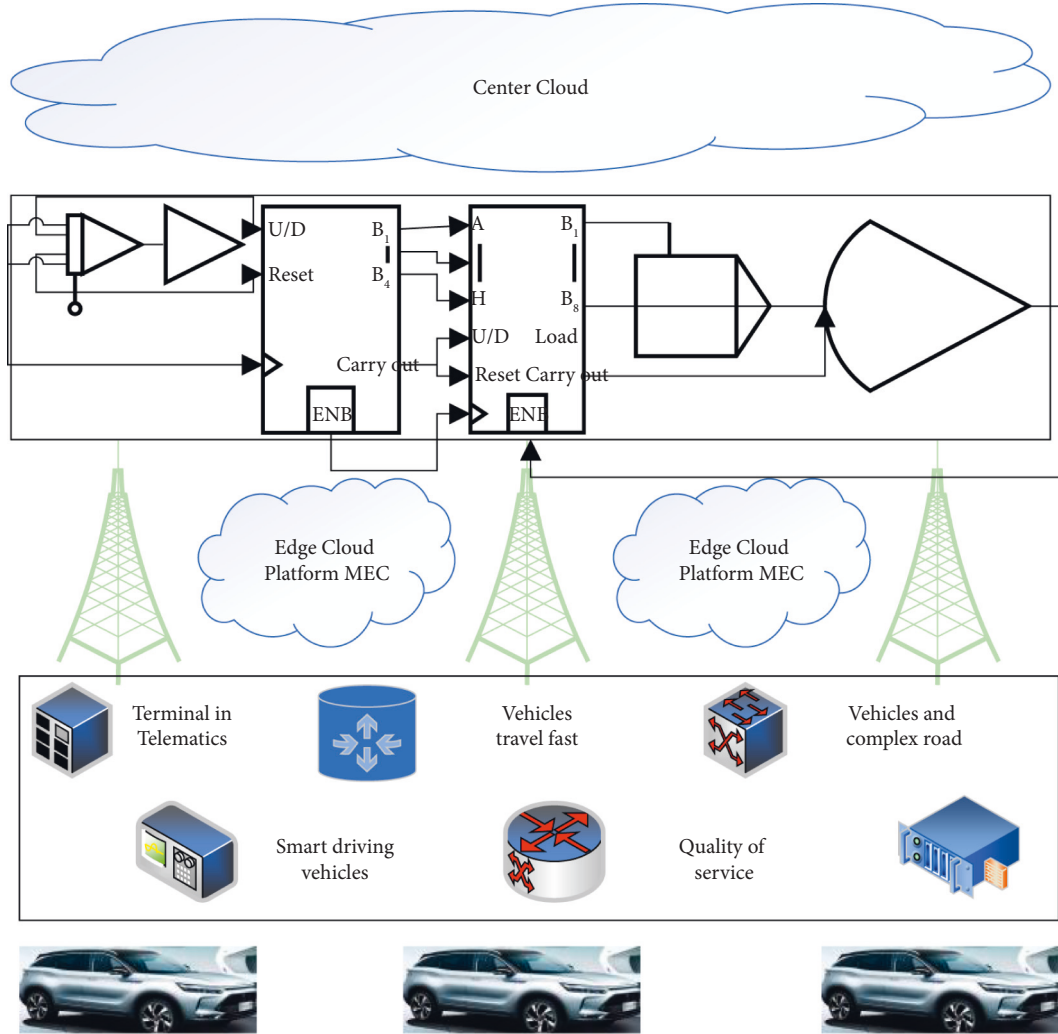 Center Cloud
U/D
B1
A
B1
Reset
B4
H
B8
U/D
Load
Carry out
Reset
Carry out
ENB
ENB
Edge Cloud
Platform MEC
Edge Cloud
Platform MEC
Terminal in
Telematics
Vehicles
travel fast
Vehicles and
complex road
Smart driving
vehicles
Quality of
service